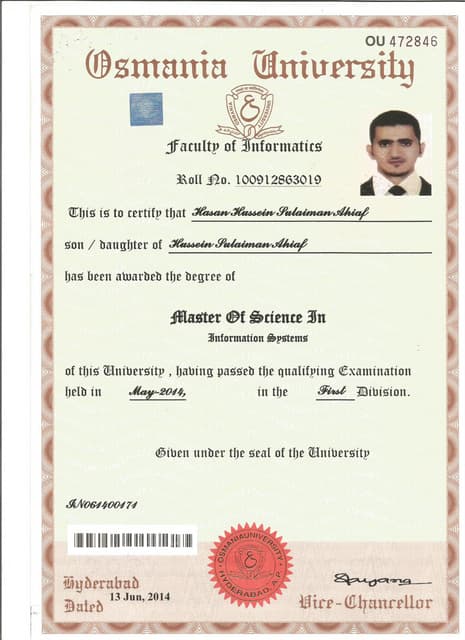 OU 472846
Osmania University
Faculty of Informatics
Roll No. 100912863019
This is to certify that Hasan Hussein Sulaiman Ahiaf
son / daughter of Hussein Sulaiman Ahiaf
has been awarded the degree of
Master Of Science In
Information Systems
of this University , having passed the qualifying Examination
held in May-2014, in the First Division.
Given under the seal of the University
IN061400171
OSMANIA UNIVERSITY
HYDERABAD, A.P.
Hyderabad
Dated 13 Jun, 2014
Vice-Chancellor